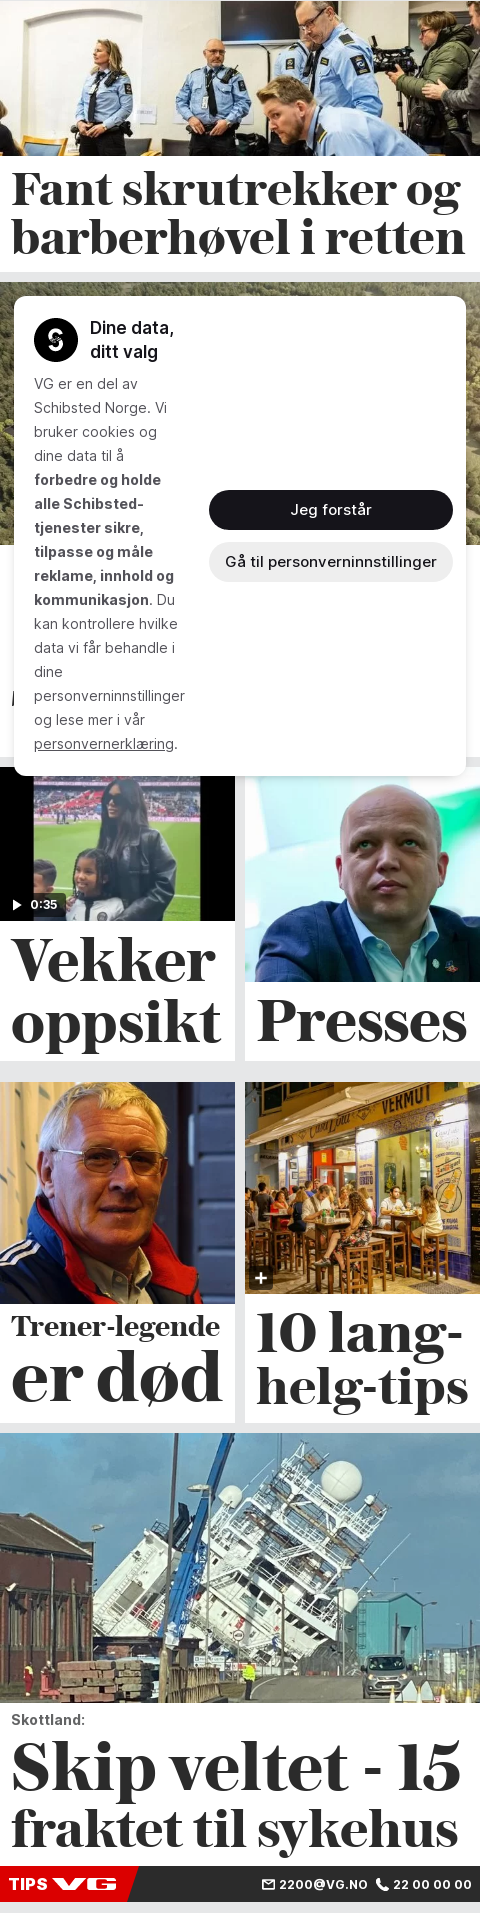 Fant skrutrekker og
barberhøvel i retten
Dine data,
ditt valg
VG er en del av
Schibsted Norge. Vi
bruker cookies og
dine data til å
forbedre og holde
alle Schibsted-
tjenester sikre,
tilpasse og måle
reklame, innhold og
kommunikasjon. Du
kan kontrollere hvilke
data vi får behandle i
dine
personverninnstillinger
og lese mer i vår
personvernerklæring.
Jeg forstår
Gå til personverninnstillinger
0:35
Vekker
oppsikt
Presses
VERMUT
Trener-legende
er død
10 lang-
helg-tips
Skottland:
Skip veltet - 15
fraktet til sykehus
TIPS VG
2200@VG.NO 22 00 00 00